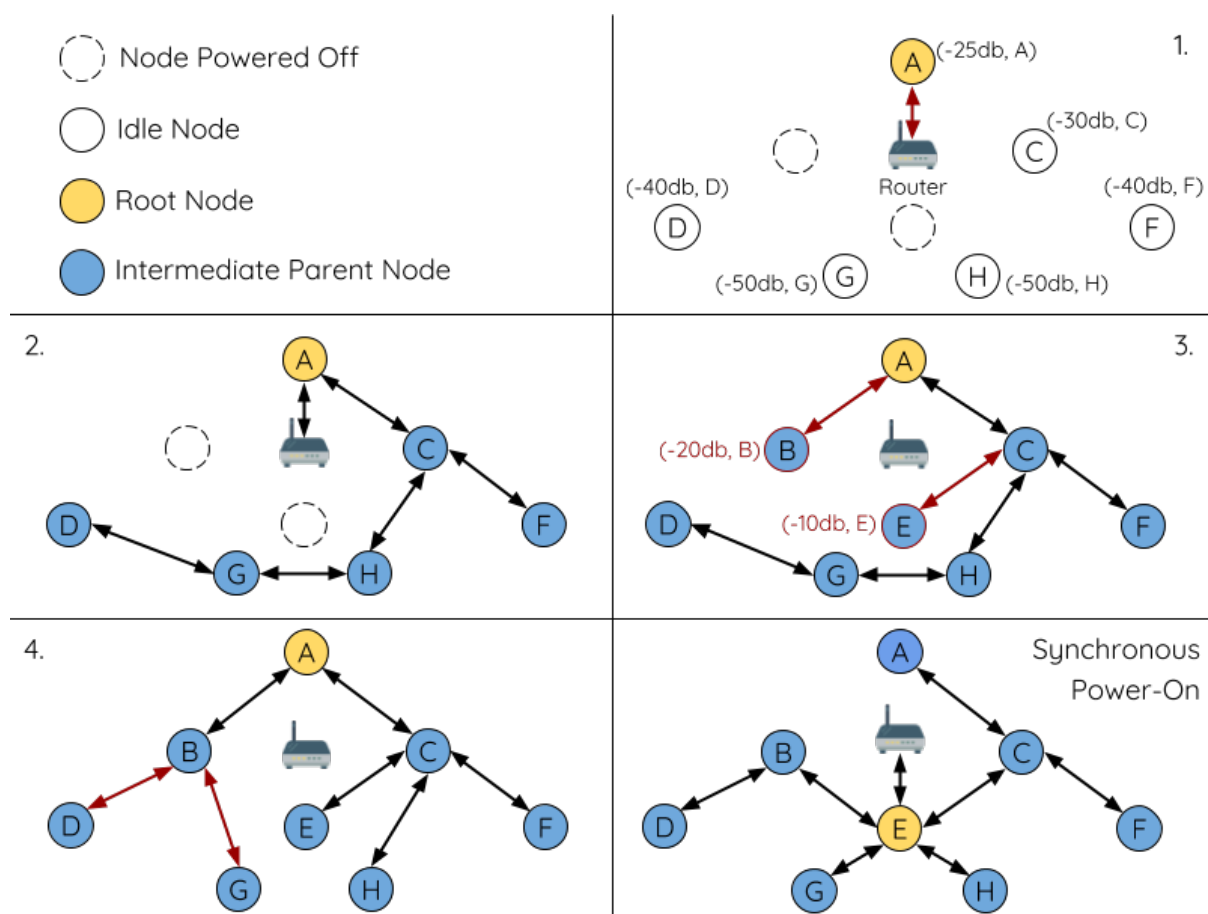 Node Powered Off
Idle Node
Root Node
Intermediate Parent Node
1.
A
(-25db, A)
(-30db, C)
C
Router
(-40db, D)
(-40db, F)
D
F
(-50db, G)
G
H
(-50db, H)
2.
A
C
D
F
G
H
3.
A
(-20db, B)
B
C
(-10db, E)
E
D
F
G
H
4.
A
B
C
D
E
F
G
H
Synchronous
Power-On
A
B
C
D
E
F
G
H